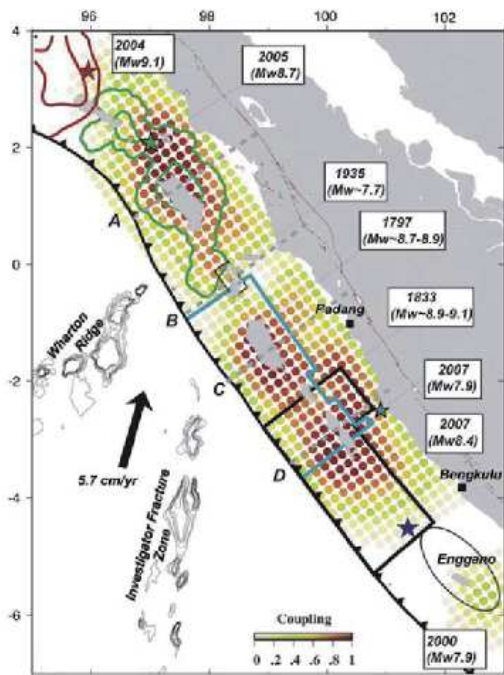 96 98 100 102
4
2
0
-2
-4
-6
2004
(Mw9.1)
2005
(Mw8.7)
1935
(Mw~7.7)
1797
(Mw~8.7-8.9)
1833
(Mw~8.9-9.1)
2007
(Mw7.9)
2007
(Mw8.4)
2000
(Mw7.9)
A
B
C
D
Padang
Bengkulu
Enggano
Wharton
Ridge
5.7 cm/yr
Investigator Fracture
Zone
Coupling
0 .2 .4 .6 .8 1